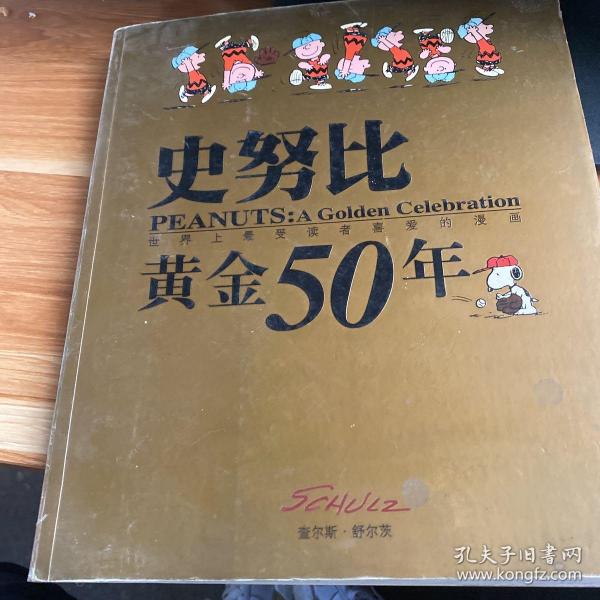 史努比
PEANUTS: A Golden Celebration
世界上最受读者喜爱的漫画
黄金50年
SCHULZ
查尔斯·舒尔茨
孔夫子旧书网
www.kongfz.com